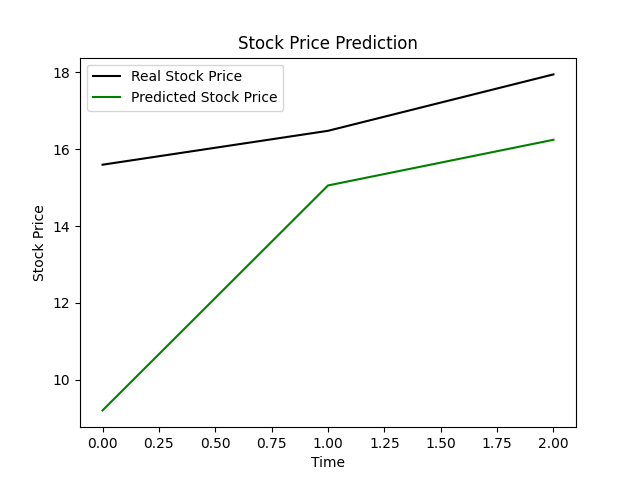 Stock Price Prediction
Real Stock Price
Predicted Stock Price
Stock Price
18
16
14
12
10
0.00 0.25 0.50 0.75 1.00 1.25 1.50 1.75 2.00
Time